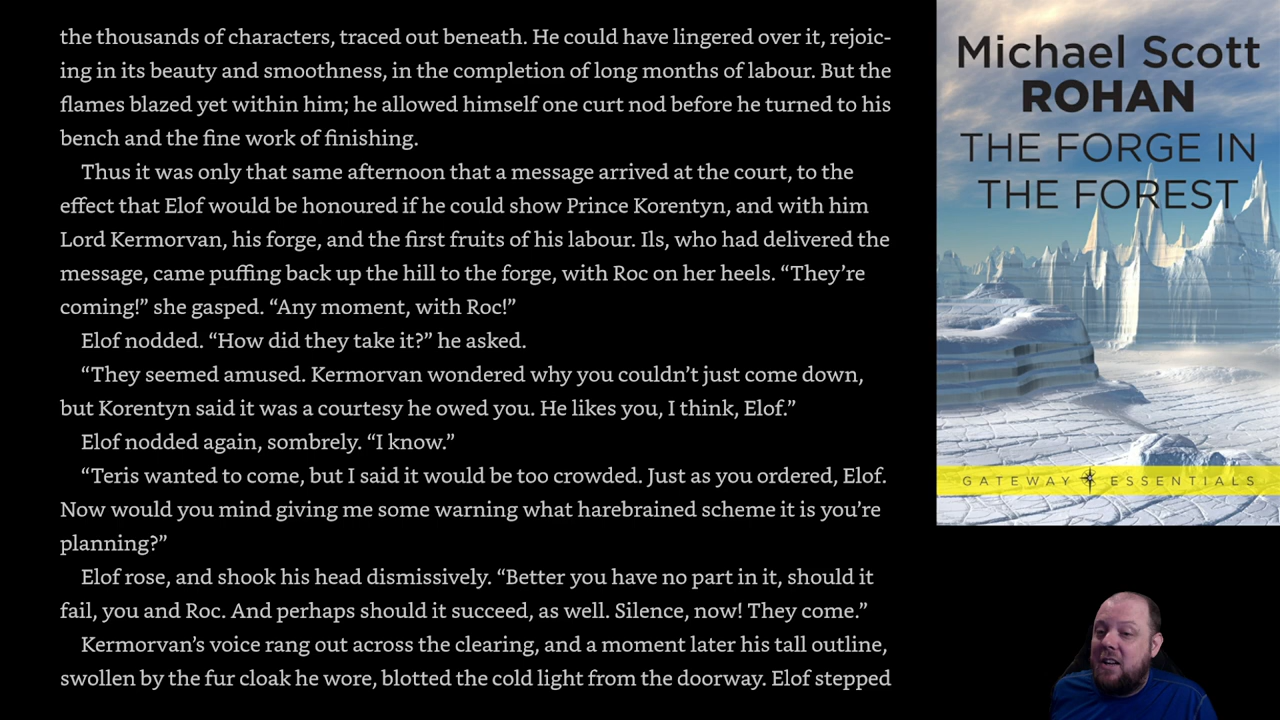 the thousands of characters, traced out beneath. He could have lingered over it, rejoic-
ing in its beauty and smoothness, in the completion of long months of labour. But the
flames blazed yet within him; he allowed himself one curt nod before he turned to his
bench and the fine work of finishing.
Thus it was only that same afternoon that a message arrived at the court, to the
effect that Elof would be honoured if he could show Prince Korentyn, and with him
Lord Kermorvan, his forge, and the first fruits of his labour. Ils, who had delivered the
message, came puffing back up the hill to the forge, with Roc on her heels. “They’re
coming!” she gasped. “Any moment, with Roc!”
Elof nodded. “How did they take it?” he asked.
“They seemed amused. Kermorvan wondered why you couldn’t just come down,
but Korentyn said it was a courtesy he owed you. He likes you, I think, Elof.”
Elof nodded again, sombrely. “I know.”
“Teris wanted to come, but I said it would be too crowded. Just as you ordered, Elof.
Now would you mind giving me some warning what harebrained scheme it is you’re
planning?”
Elof rose, and shook his head dismissively. “Better you have no part in it, should it
fail, you and Roc. And perhaps should it succeed, as well. Silence, now! They come.”
Kermorvan’s voice rang out across the clearing, and a moment later his tall outline,
swollen by the fur cloak he wore, blotted the cold light from the doorway. Elof stepped
Michael Scott
ROHAN
THE FORGE IN
THE FOREST
GATEWAY ESSENTIALS